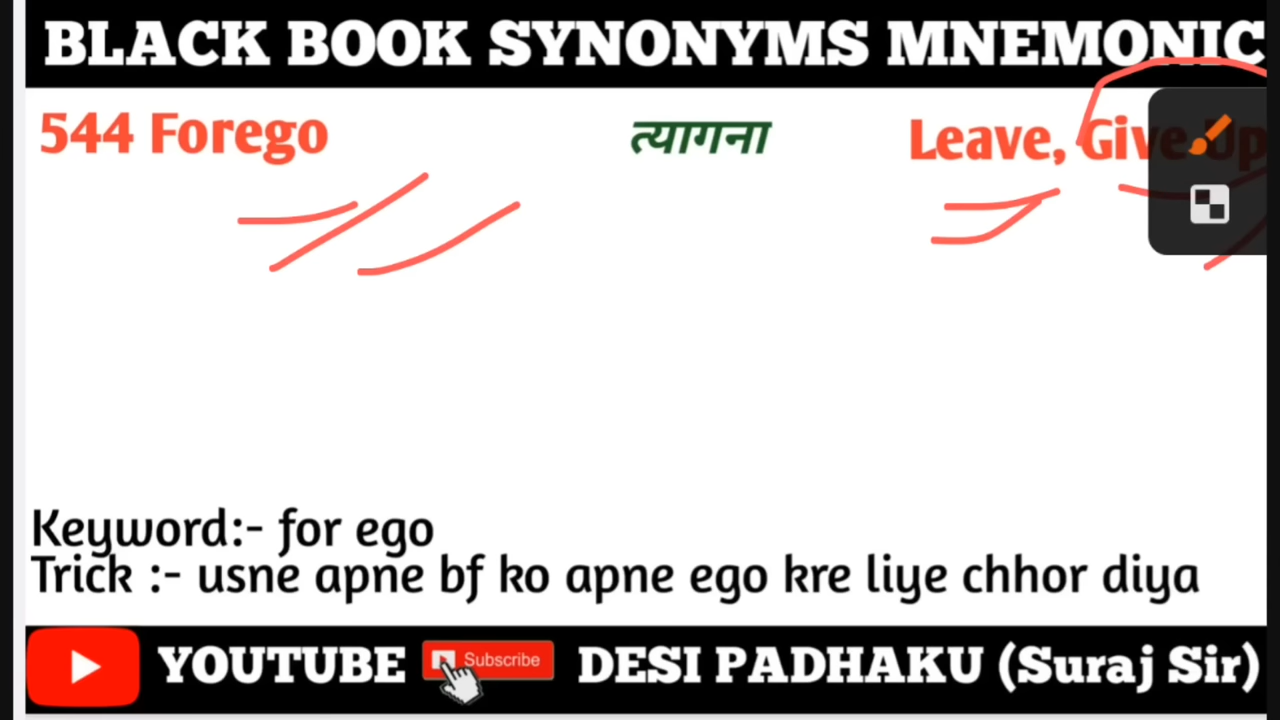 BLACK BOOK SYNONYMS MNEMONIC
544 Forego त्यागना Leave, Give Up
Keyword:- for ego
Trick :- usne apne bf ko apne ego kre liye chhor diya
YOUTUBE Subscribe DESI PADHAKU (Suraj Sir)